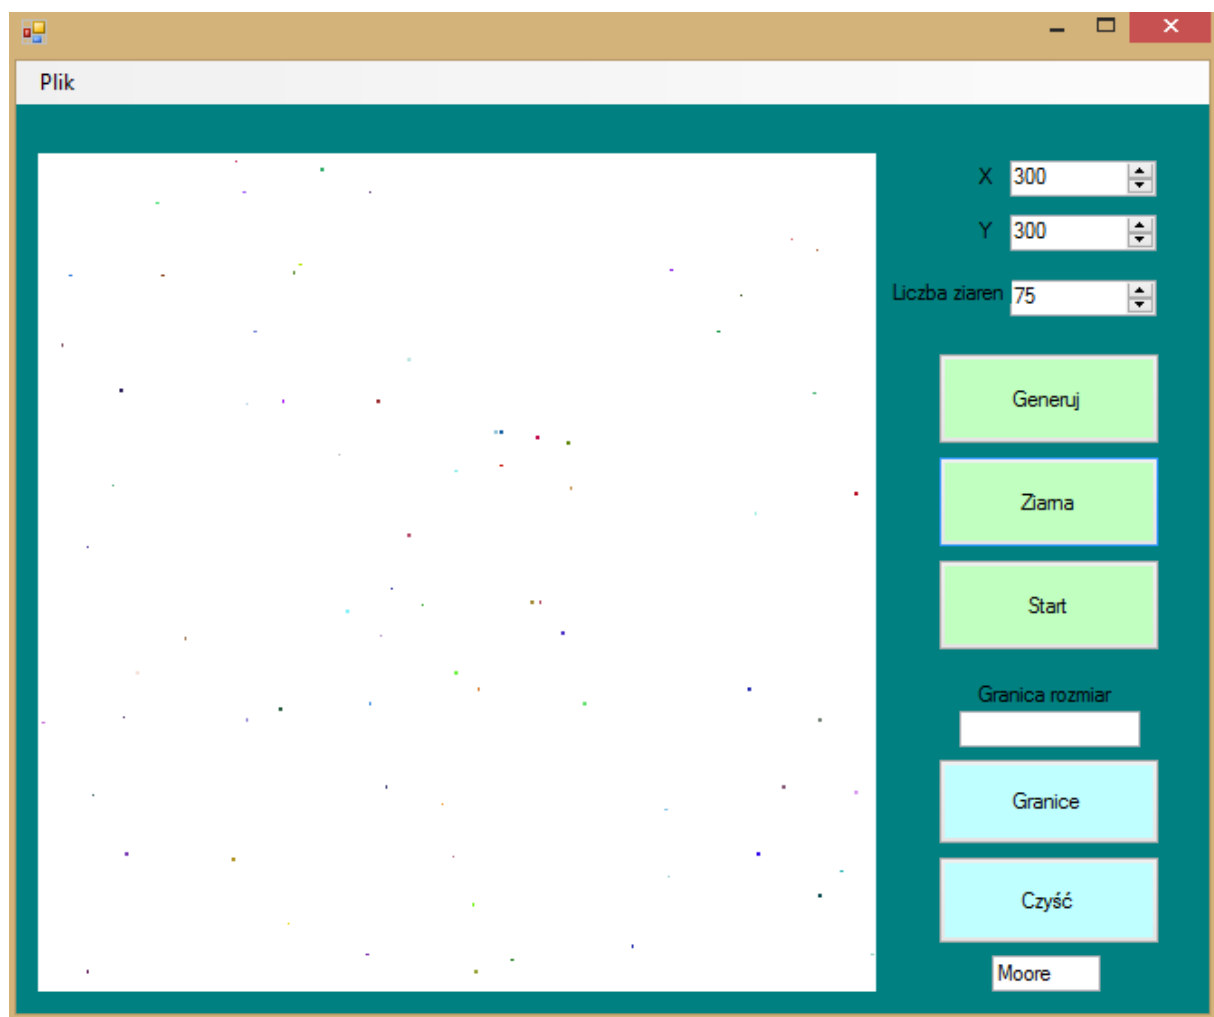 Plik
X 300
Y 300
Liczba ziaren 75
Generuj
Ziarna
Start
Granica rozmiar
Granice
Czyść
Moore